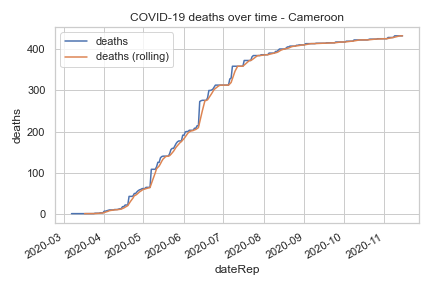 COVID-19 deaths over time - Cameroon
deaths
deaths (rolling)
deaths
400
300
200
100
0
2020-03
2020-04
2020-05
2020-06
2020-07
2020-08
2020-09
2020-10
2020-11
dateRep